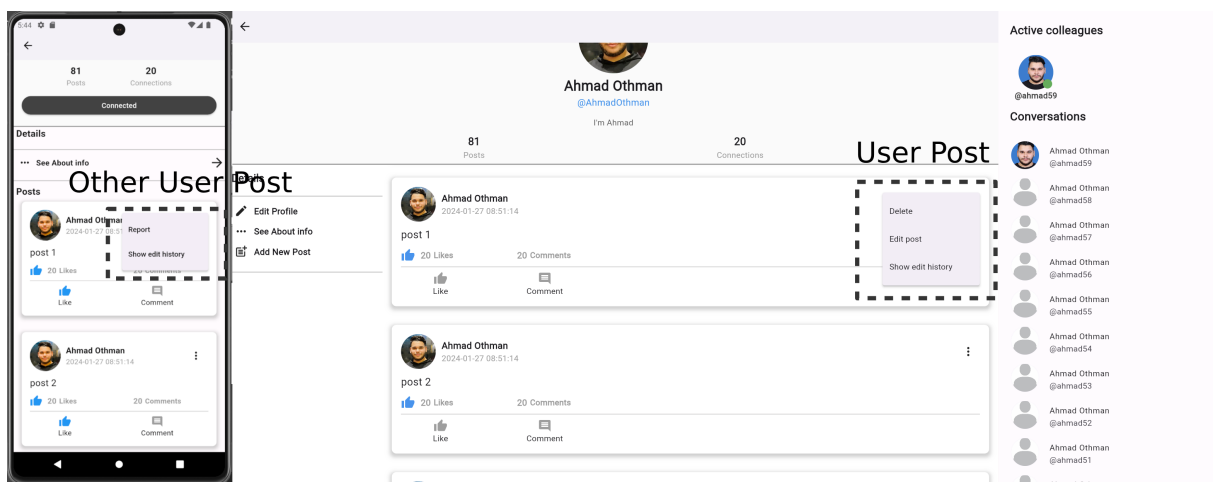 5:44
81
20
Posts
Connections
Connected
Details
See About info
Posts
Other User Post
Ahmad Othman
2024-01-27 08:51
Report
Show edit history
post 1
20 Likes
20 Comments
Like
Comment
Ahmad Othman
2024-01-27 08:51:14
post 2
20 Likes
20 Comments
Like
Comment
Ahmad Othman
@AhmadOthman
I'm Ahmad
81
20
Posts
Connections
User Post
Details
Edit Profile
See About info
Add New Post
Ahmad Othman
2024-01-27 08:51:14
post 1
20 Likes
20 Comments
Like
Comment
Delete
Edit post
Show edit history
Ahmad Othman
2024-01-27 08:51:14
post 2
20 Likes
20 Comments
Like
Comment
Active colleagues
@ahmad59
Conversations
Ahmad Othman
@ahmad59
Ahmad Othman
@ahmad58
Ahmad Othman
@ahmad57
Ahmad Othman
@ahmad56
Ahmad Othman
@ahmad55
Ahmad Othman
@ahmad54
Ahmad Othman
@ahmad53
Ahmad Othman
@ahmad52
Ahmad Othman
@ahmad51